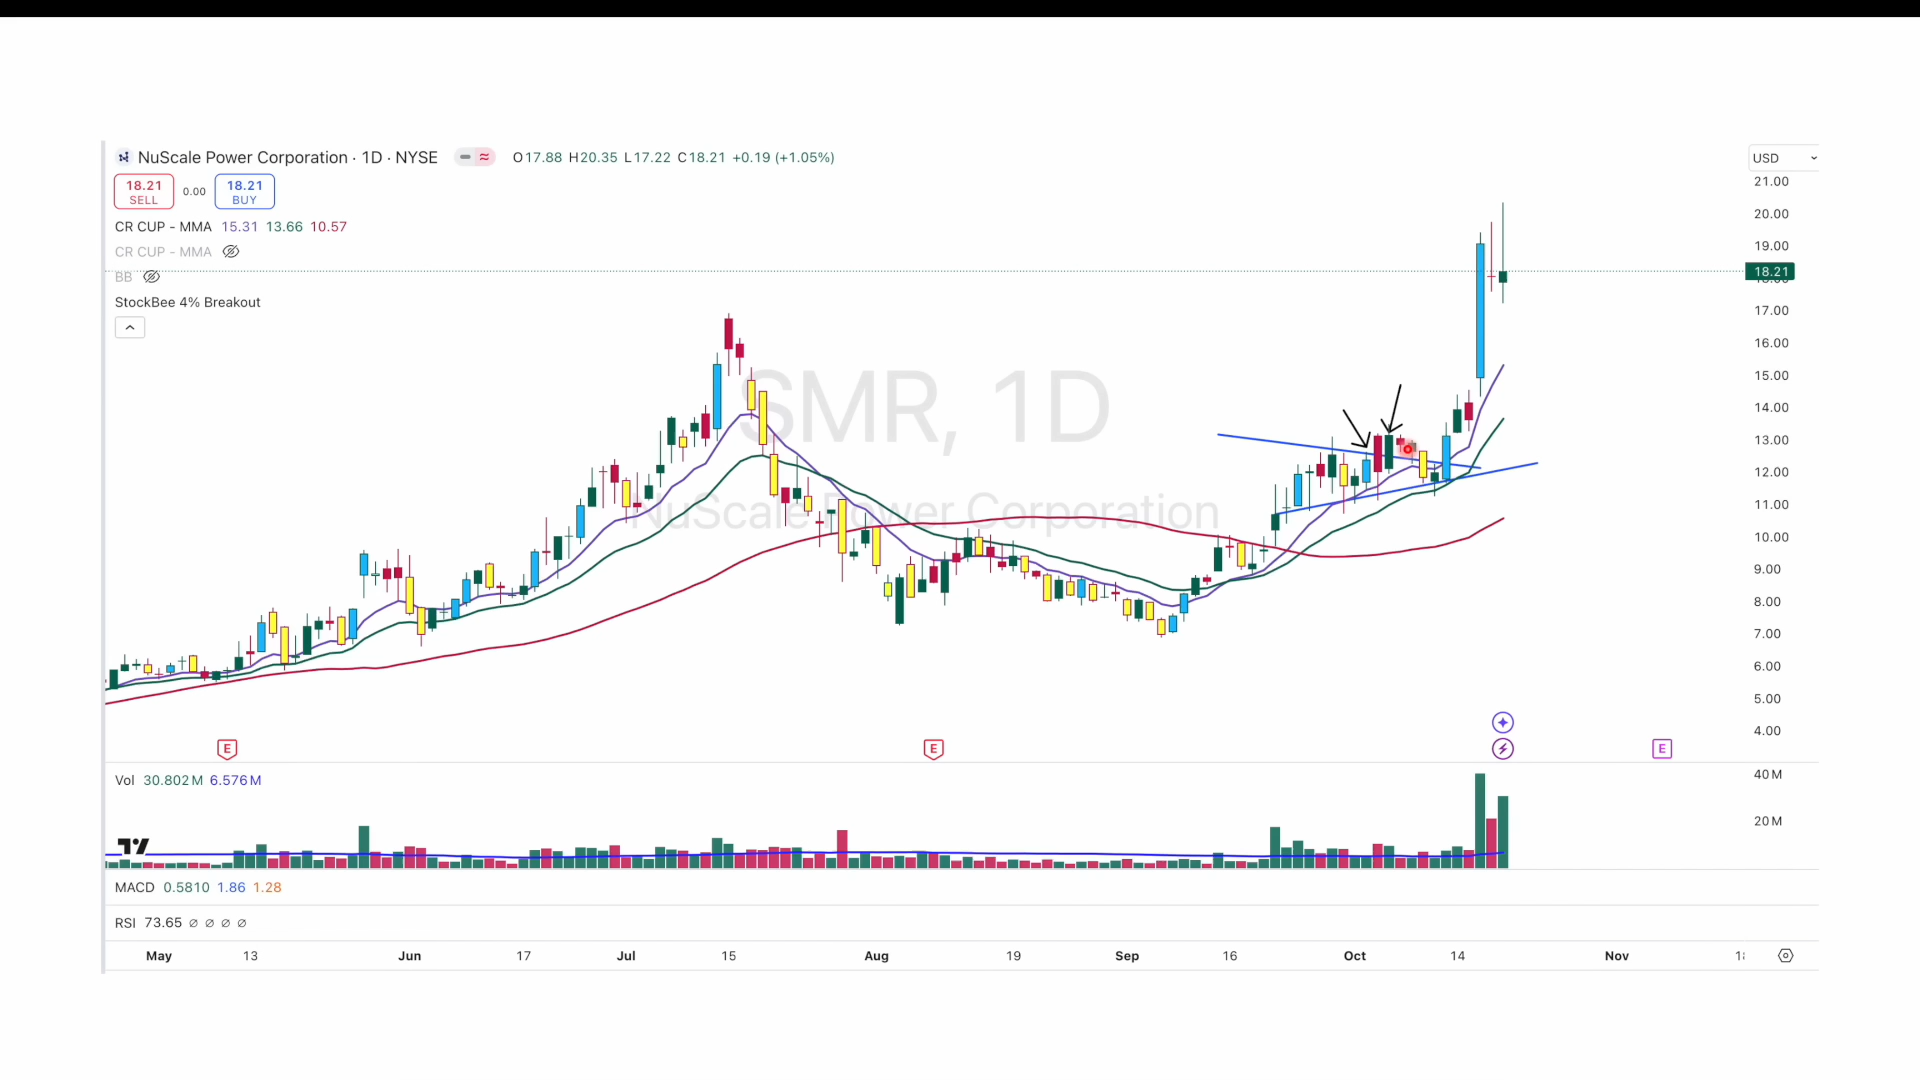 NuScale Power Corporation · 1D · NYSE
O17.88 H20.35 L17.22 C18.21 +0.19 (+1.05%)
USD
18.21
SELL
0.00
18.21
BUY
CR CUP - MMA 15.31 13.66 10.57
CR CUP - MMA
BB
StockBee 4% Breakout
SMR, 1D
NuScale Power Corporation
21.00
20.00
19.00
18.21
18.00
17.00
16.00
15.00
14.00
13.00
12.00
11.00
10.00
9.00
8.00
7.00
6.00
5.00
4.00
E
E
E
Vol 30.802M 6.576M
40M
20M
MACD 0.5810 1.86 1.28
RSI 73.65 ∅ ∅ ∅ ∅
May 13 Jun 17 Jul 15 Aug 19 Sep 16 Oct 14 Nov